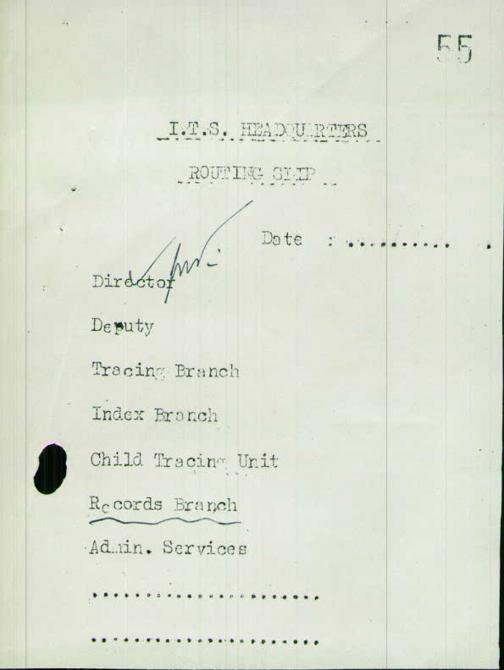 55
I.T.S. HEADQUARTERS
ROUTING SLIP
Date : ..........
Director
Deputy
Tracing Branch
Index Branch
Child Tracing Unit
Records Branch
Admin. Services